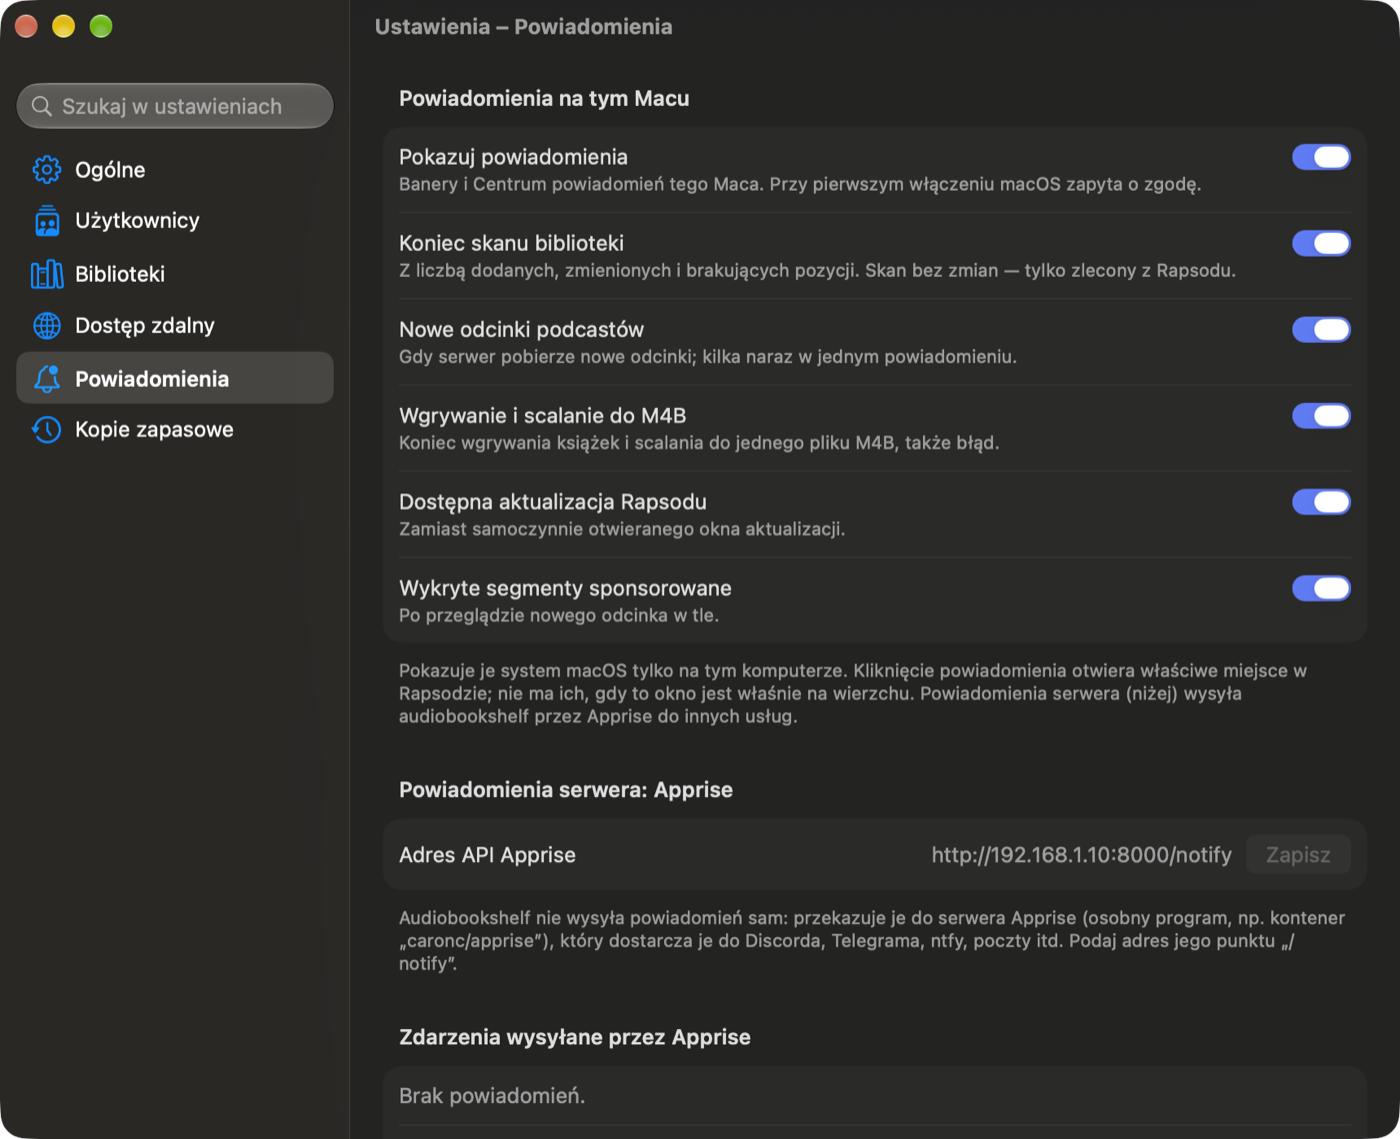 Ustawienia – Powiadomienia
Szukaj w ustawieniach
Ogólne
Użytkownicy
Biblioteki
Dostęp zdalny
Powiadomienia
Kopie zapasowe
Powiadomienia na tym Macu
Pokazuj powiadomienia
Banery i Centrum powiadomień tego Maca. Przy pierwszym włączeniu macOS zapyta o zgodę.
Koniec skanu biblioteki
Z liczbą dodanych, zmienionych i brakujących pozycji. Skan bez zmian — tylko zlecony z Rapsodu.
Nowe odcinki podcastów
Gdy serwer pobierze nowe odcinki; kilka naraz w jednym powiadomieniu.
Wgrywanie i scalanie do M4B
Koniec wgrywania książek i scalania do jednego pliku M4B, także błąd.
Dostępna aktualizacja Rapsodu
Zamiast samoczynnie otwieranego okna aktualizacji.
Wykryte segmenty sponsorowane
Po przeglądzie nowego odcinka w tle.
Pokazuje je system macOS tylko na tym komputerze. Kliknięcie powiadomienia otwiera właściwe miejsce w
Rapsodzie; nie ma ich, gdy to okno jest właśnie na wierzchu. Powiadomienia serwera (niżej) wysyła
audiobookshelf przez Apprise do innych usług.
Powiadomienia serwera: Apprise
Adres API Apprise
http://192.168.1.10:8000/notify
Zapisz
Audiobookshelf nie wysyła powiadomień sam: przekazuje je do serwera Apprise (osobny program, np. kontener
„caronc/apprise”), który dostarcza je do Discorda, Telegrama, ntfy, poczty itd. Podaj adres jego punktu „/
notify”.
Zdarzenia wysyłane przez Apprise
Brak powiadomień.